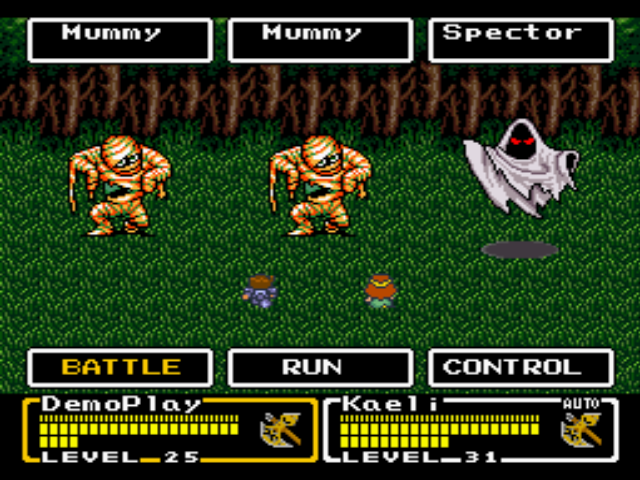 Mummy Mummy Spector
BATTLE RUN CONTROL
DemoPlay Kaeli AUTO
LEVEL 25 LEVEL 31